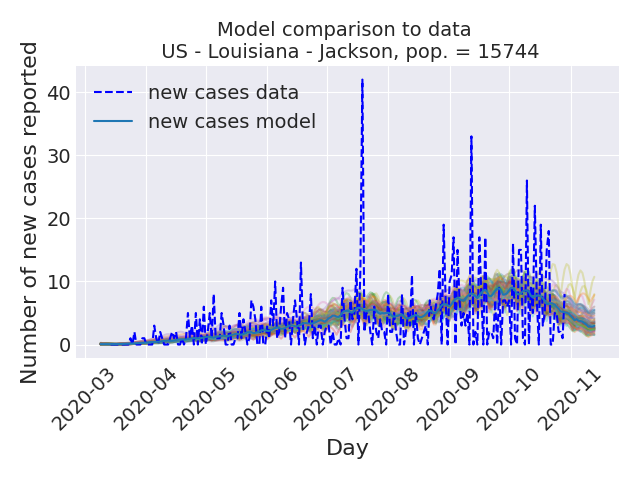 Model comparison to data
US - Louisiana - Jackson, pop. = 15744
Number of new cases reported
40
30
20
10
0
new cases data
new cases model
2020-03
2020-04
2020-05
2020-06
2020-07
2020-08
2020-09
2020-10
2020-11
Day